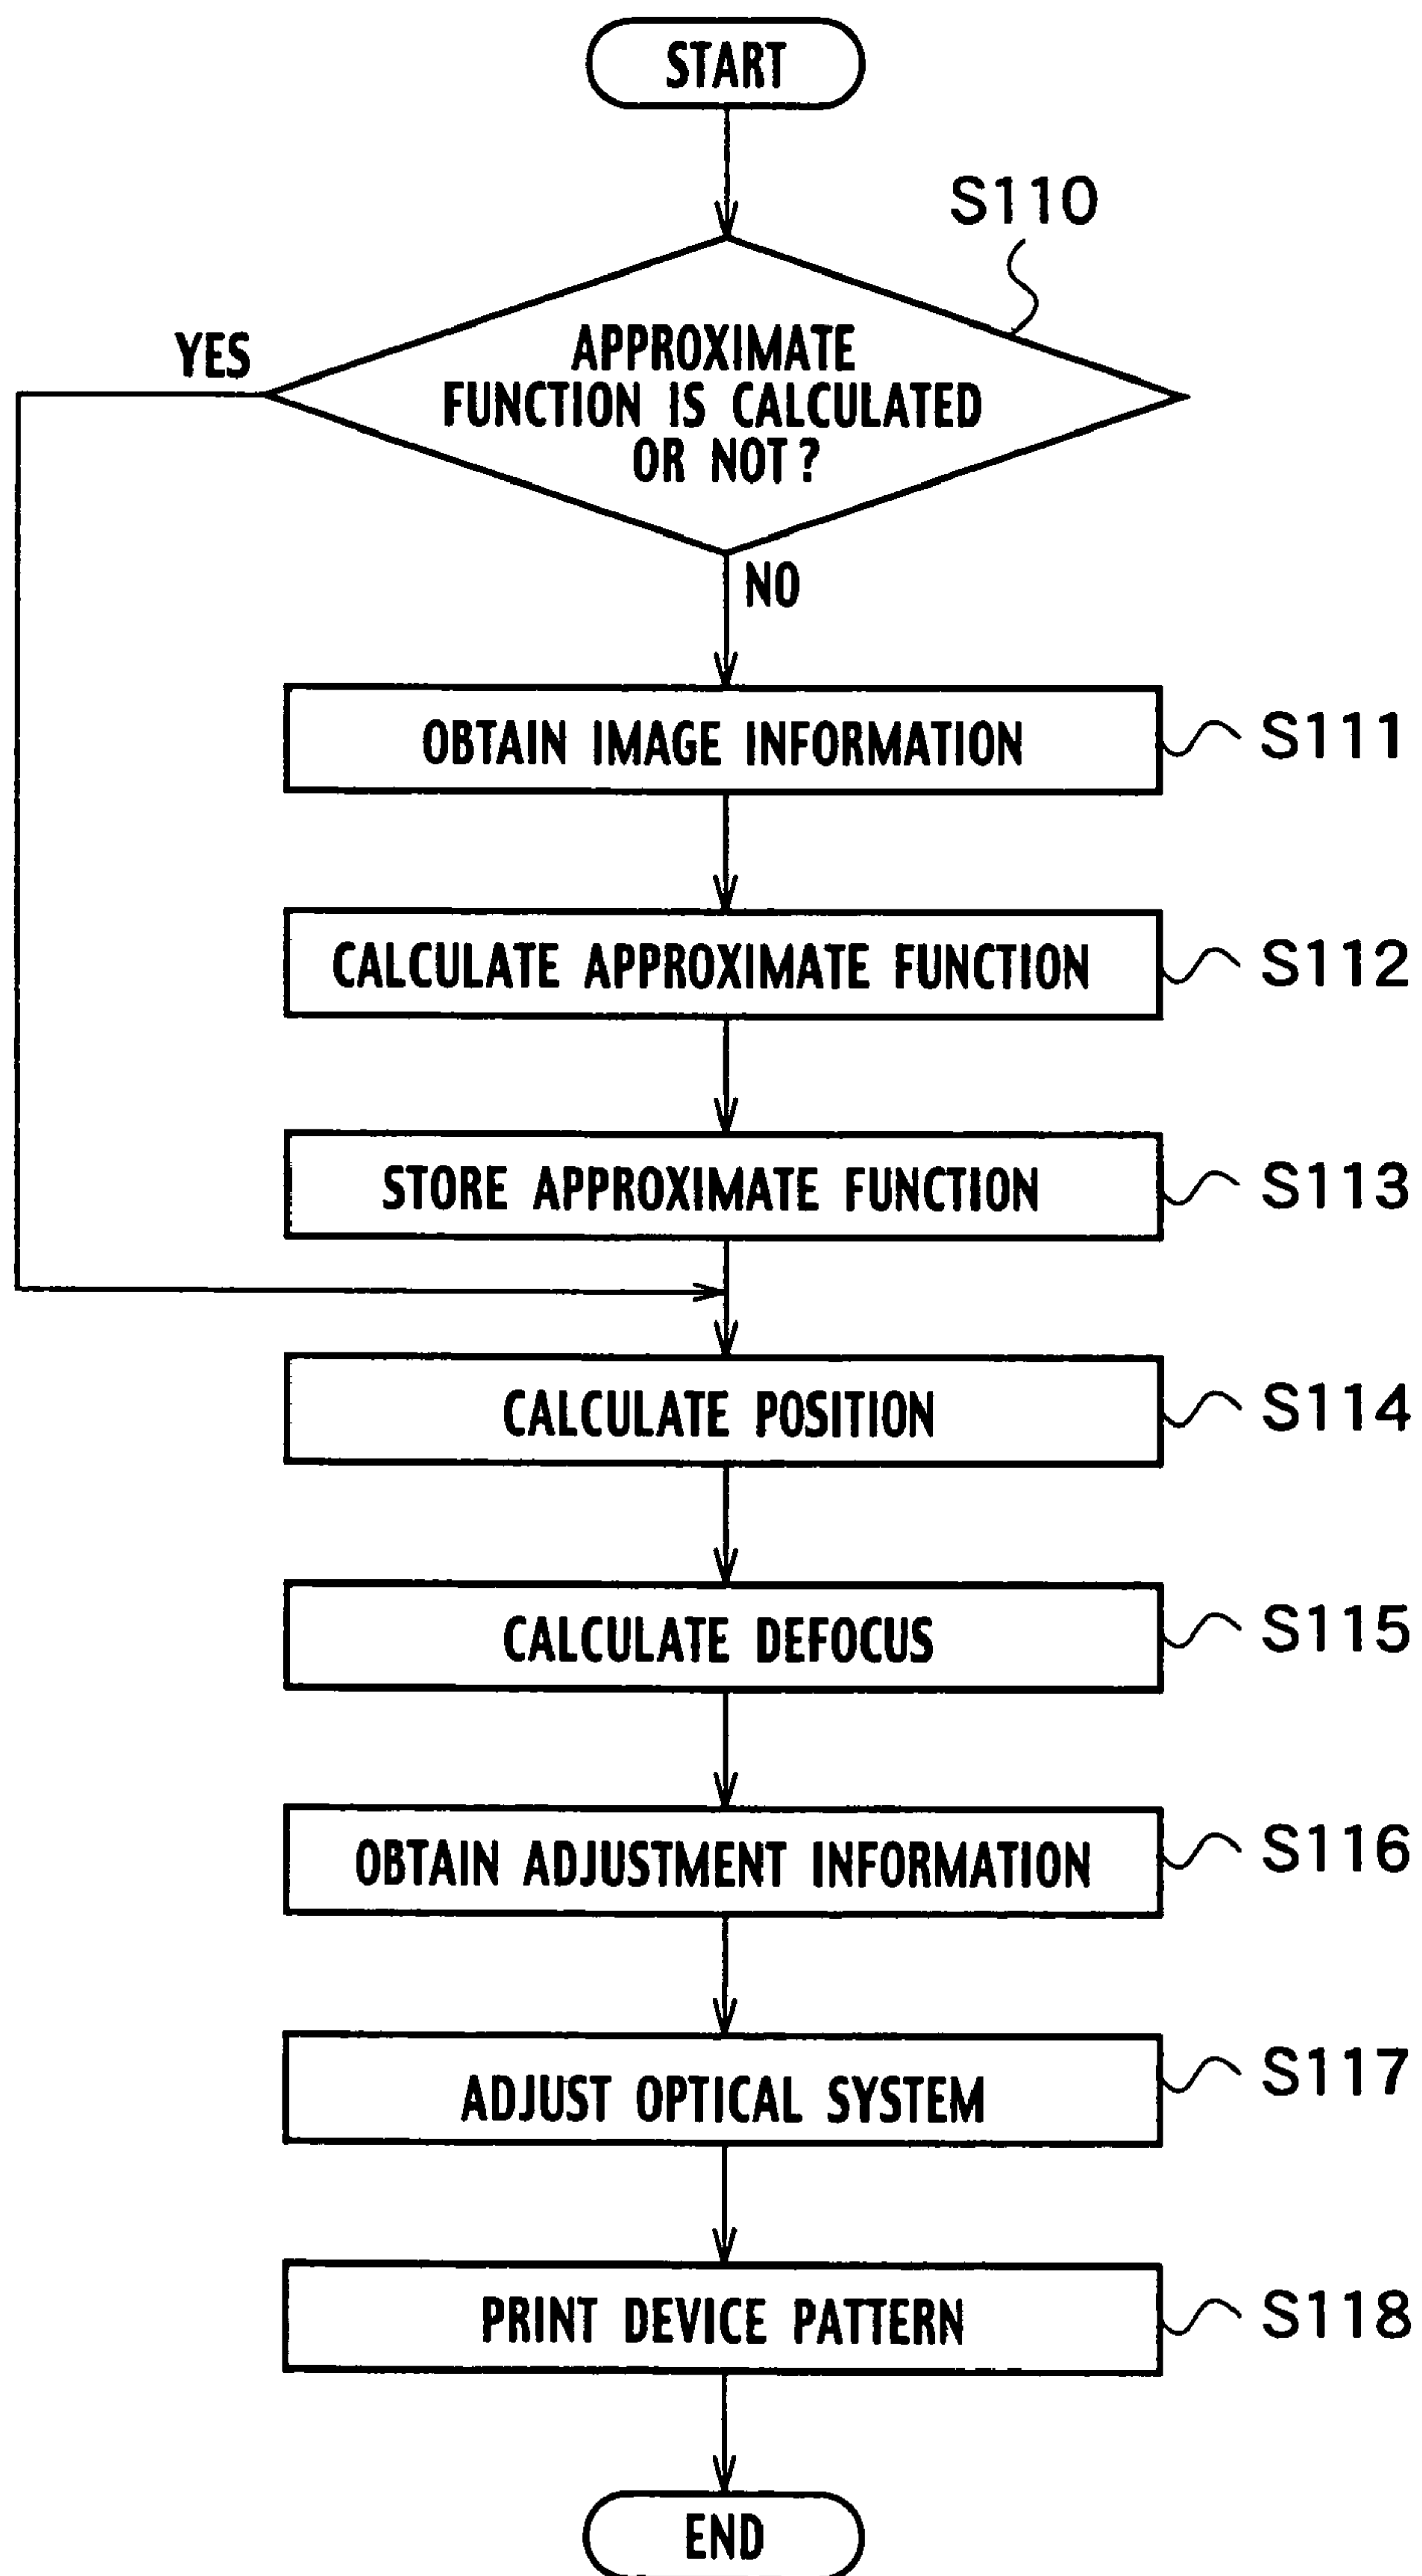 START
S110
YES
APPROXIMATE
FUNCTION IS CALCULATED
OR NOT?
NO
OBTAIN IMAGE INFORMATION
S111
CALCULATE APPROXIMATE FUNCTION
S112
STORE APPROXIMATE FUNCTION
S113
CALCULATE POSITION
S114
CALCULATE DEFOCUS
S115
OBTAIN ADJUSTMENT INFORMATION
S116
ADJUST OPTICAL SYSTEM
S117
PRINT DEVICE PATTERN
S118
END